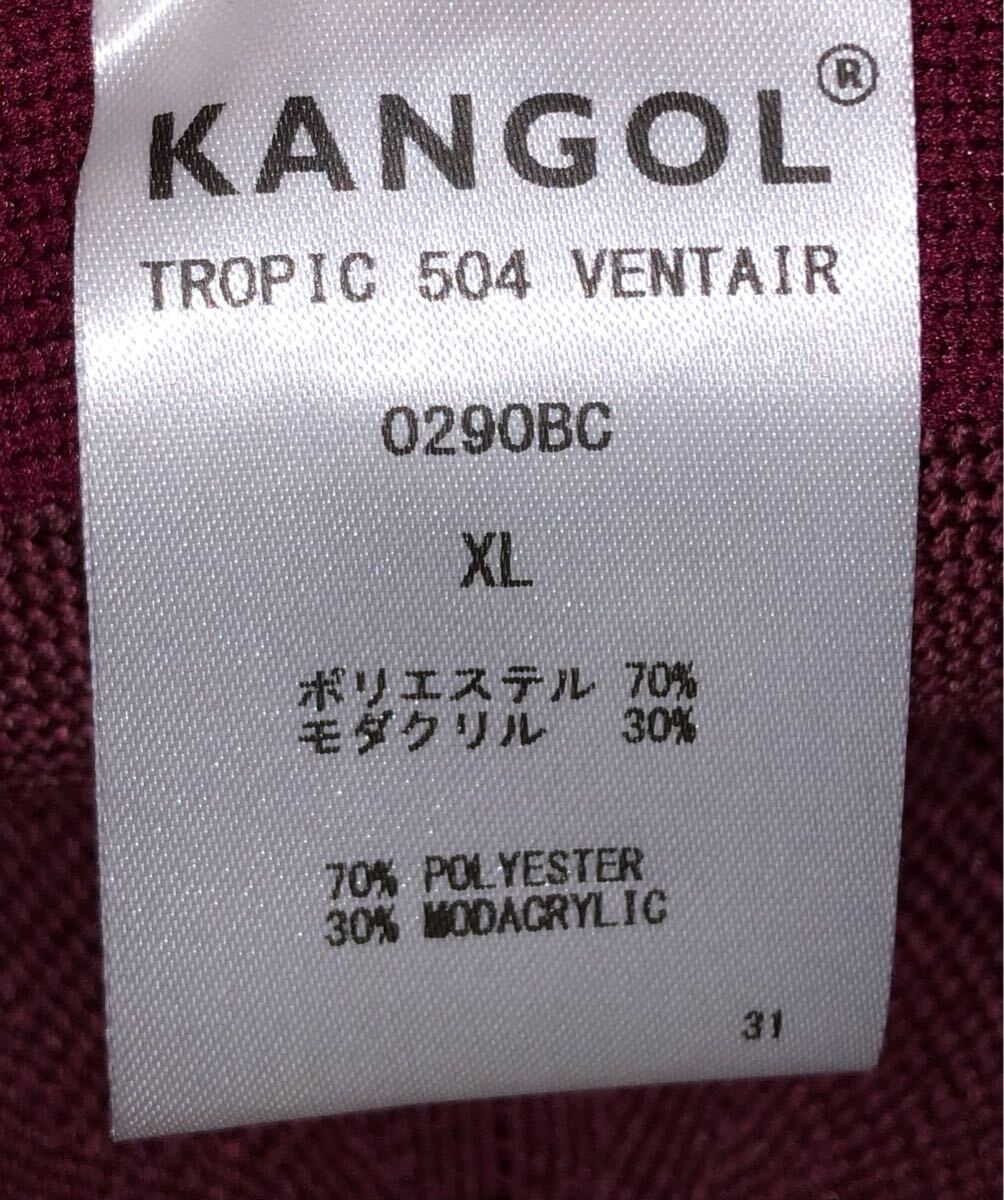 KANGOL®
TROPIC 504 VENTAIR
0290BC
XL
ポリエステル 70%
モダクリル 30%
70% POLYESTER
30% MODACRYLIC
31